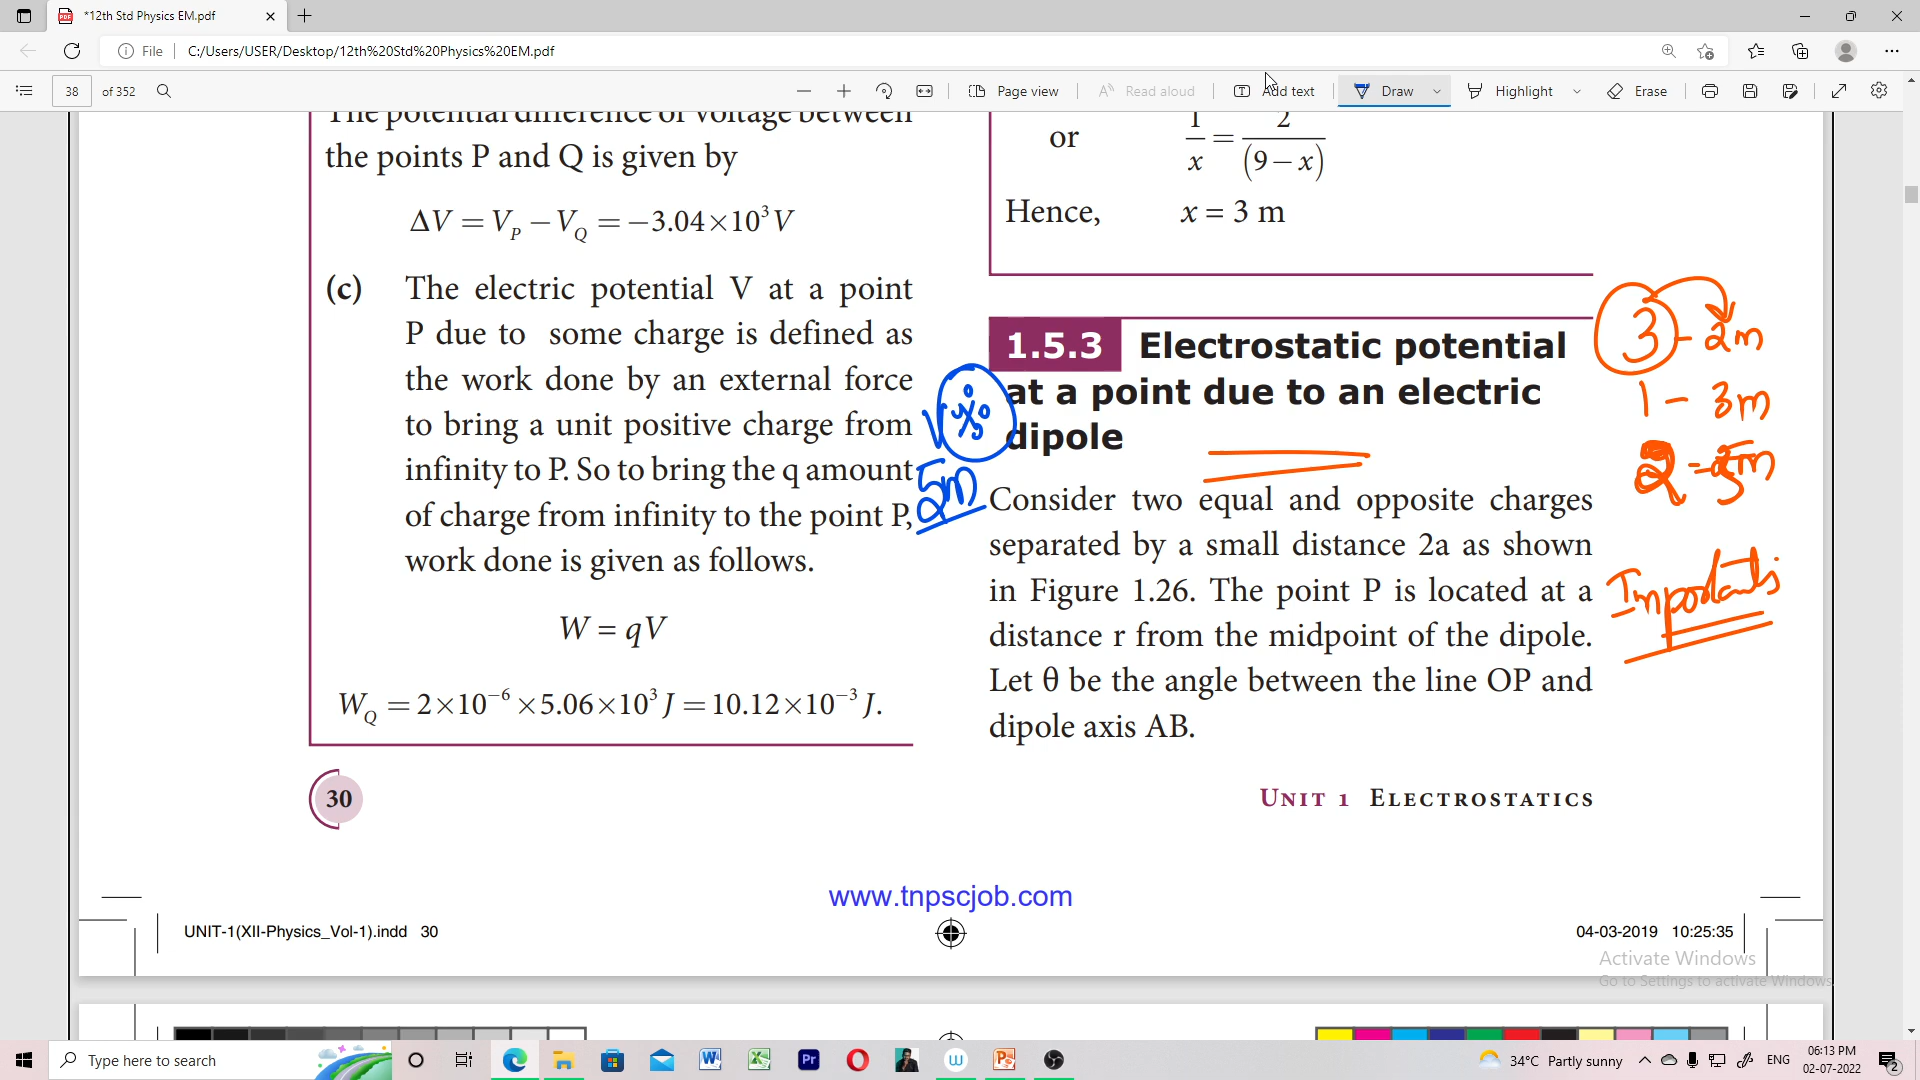 *12th Std Physics EM.pdf
File
C:/Users/USER/Desktop/12th%20Std%20Physics%20EM.pdf
38 of 352
Page view
Read aloud
Add text
Draw
Highlight
Erase
The potential difference or voltage between
the points P and Q is given by
ΔV = V_P − V_Q = −3.04×10³ V
(c) The electric potential V at a point
P due to some charge is defined as
the work done by an external force
to bring a unit positive charge from
infinity to P. So to bring the q amount
of charge from infinity to the point P,
work done is given as follows.
W = qV
W_Q = 2×10⁻⁶ ×5.06×10³ J = 10.12×10⁻³ J.
30
or 1/x = 2/(9−x)
Hence, x = 3 m
1.5.3 Electrostatic potential
at a point due to an electric
dipole
5m
Consider two equal and opposite charges
separated by a small distance 2a as shown
in Figure 1.26. The point P is located at a
distance r from the midpoint of the dipole.
Let θ be the angle between the line OP and
dipole axis AB.
3 - 2m
1 - 3m
2 - 5m
UNIT 1 ELECTROSTATICS
www.tnpscjob.com
UNIT-1(XII-Physics_Vol-1).indd 30
04-03-2019 10:25:35
Activate Windows
Go to Settings to activate Windows.
Type here to search
34°C Partly sunny
ENG
06:13 PM
02-07-2022
2